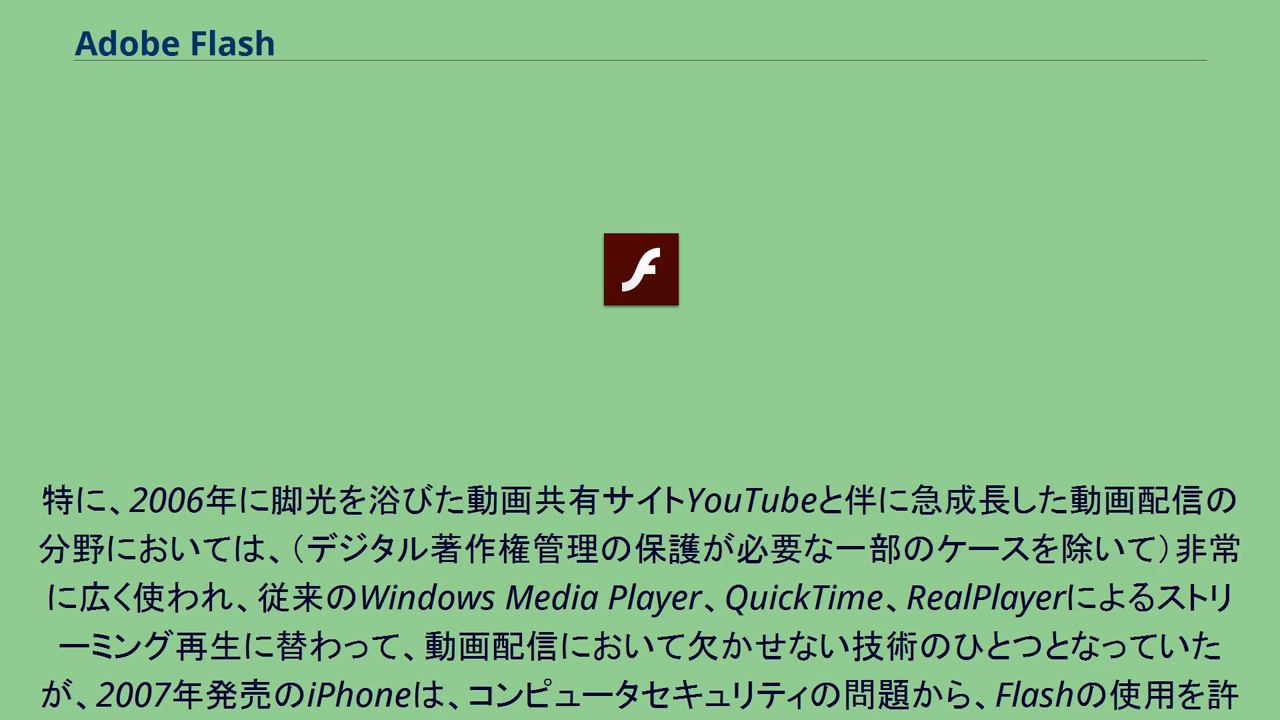 Adobe Flash
特に、2006年に脚光を浴びた動画共有サイトYouTubeと伴に急成長した動画配信の
分野においては、（デジタル著作権管理の保護が必要な一部のケースを除いて）非常
に広く使われ、従来のWindows Media Player、QuickTime、RealPlayerによるストリ
ーミング再生に替わって、動画配信において欠かせない技術のひとつとなっていた
が、2007年発売のiPhoneは、コンピュータセキュリティの問題から、Flashの使用を許